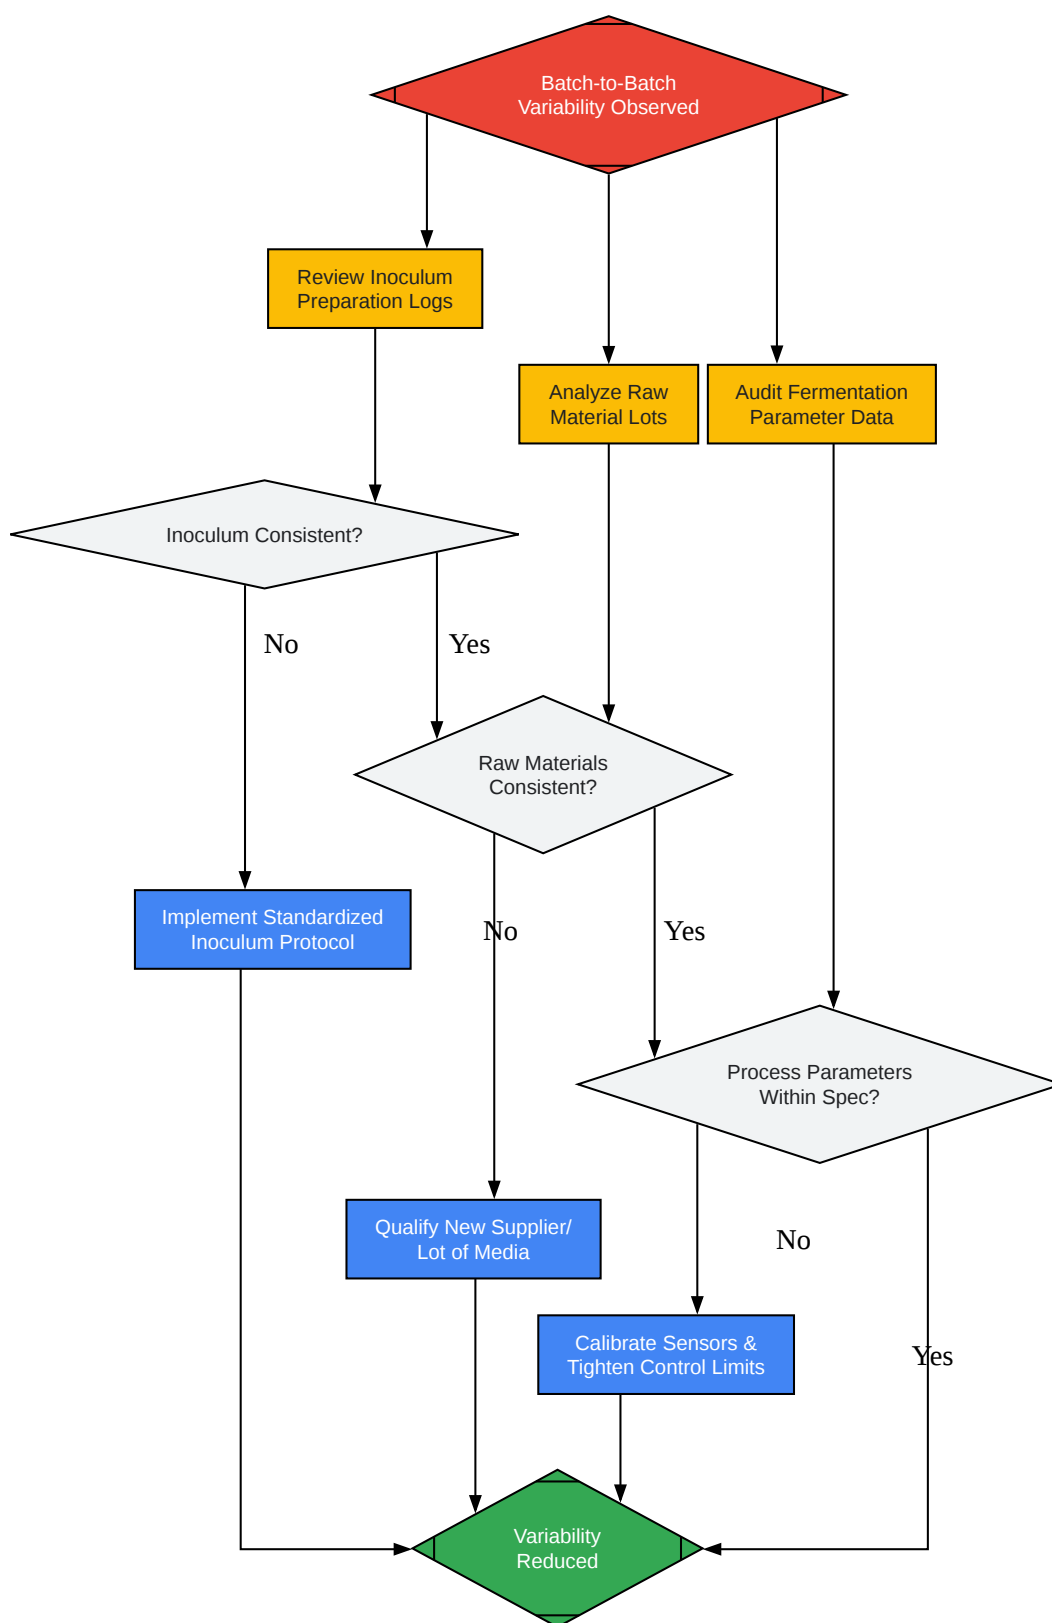 Batch-to-Batch
Variability Observed
Review Inoculum
Preparation Logs
Analyze Raw
Material Lots
Audit Fermentation
Parameter Data
Inoculum Consistent?
No
Yes
Raw Materials
Consistent?
Implement Standardized
Inoculum Protocol
No
Yes
Process Parameters
Within Spec?
Qualify New Supplier/
Lot of Media
No
Calibrate Sensors &
Tighten Control Limits
Yes
Variability
Reduced